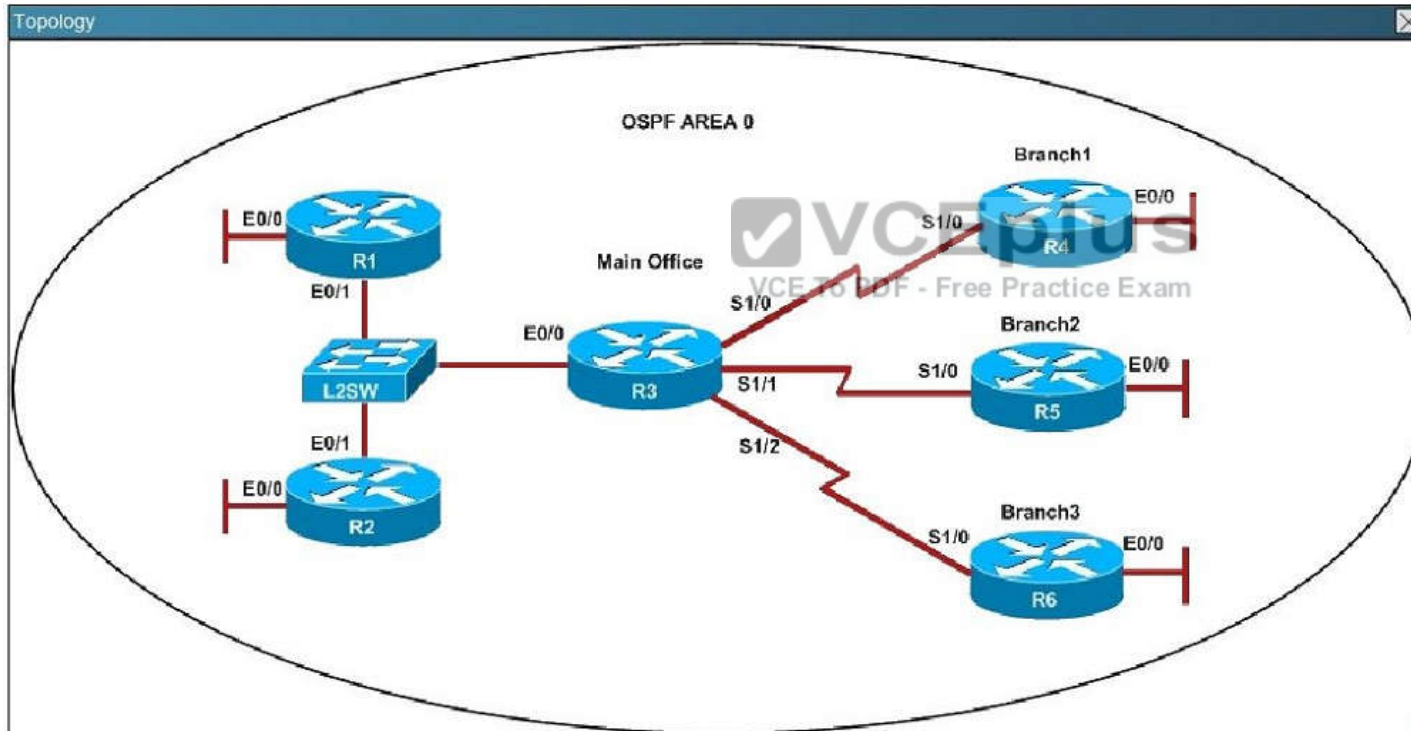 Topology
OSPF AREA 0
Branch1
E0/0
R1
E0/1
S1/0
E0/0
R4
VCEplus
VCE To PDF - Free Practice Exam
Main Office
S1/0
E0/0
R3
S1/1
S1/2
Branch2
S1/0
E0/0
R5
L2SW
E0/1
E0/0
R2
Branch3
S1/0
E0/0
R6